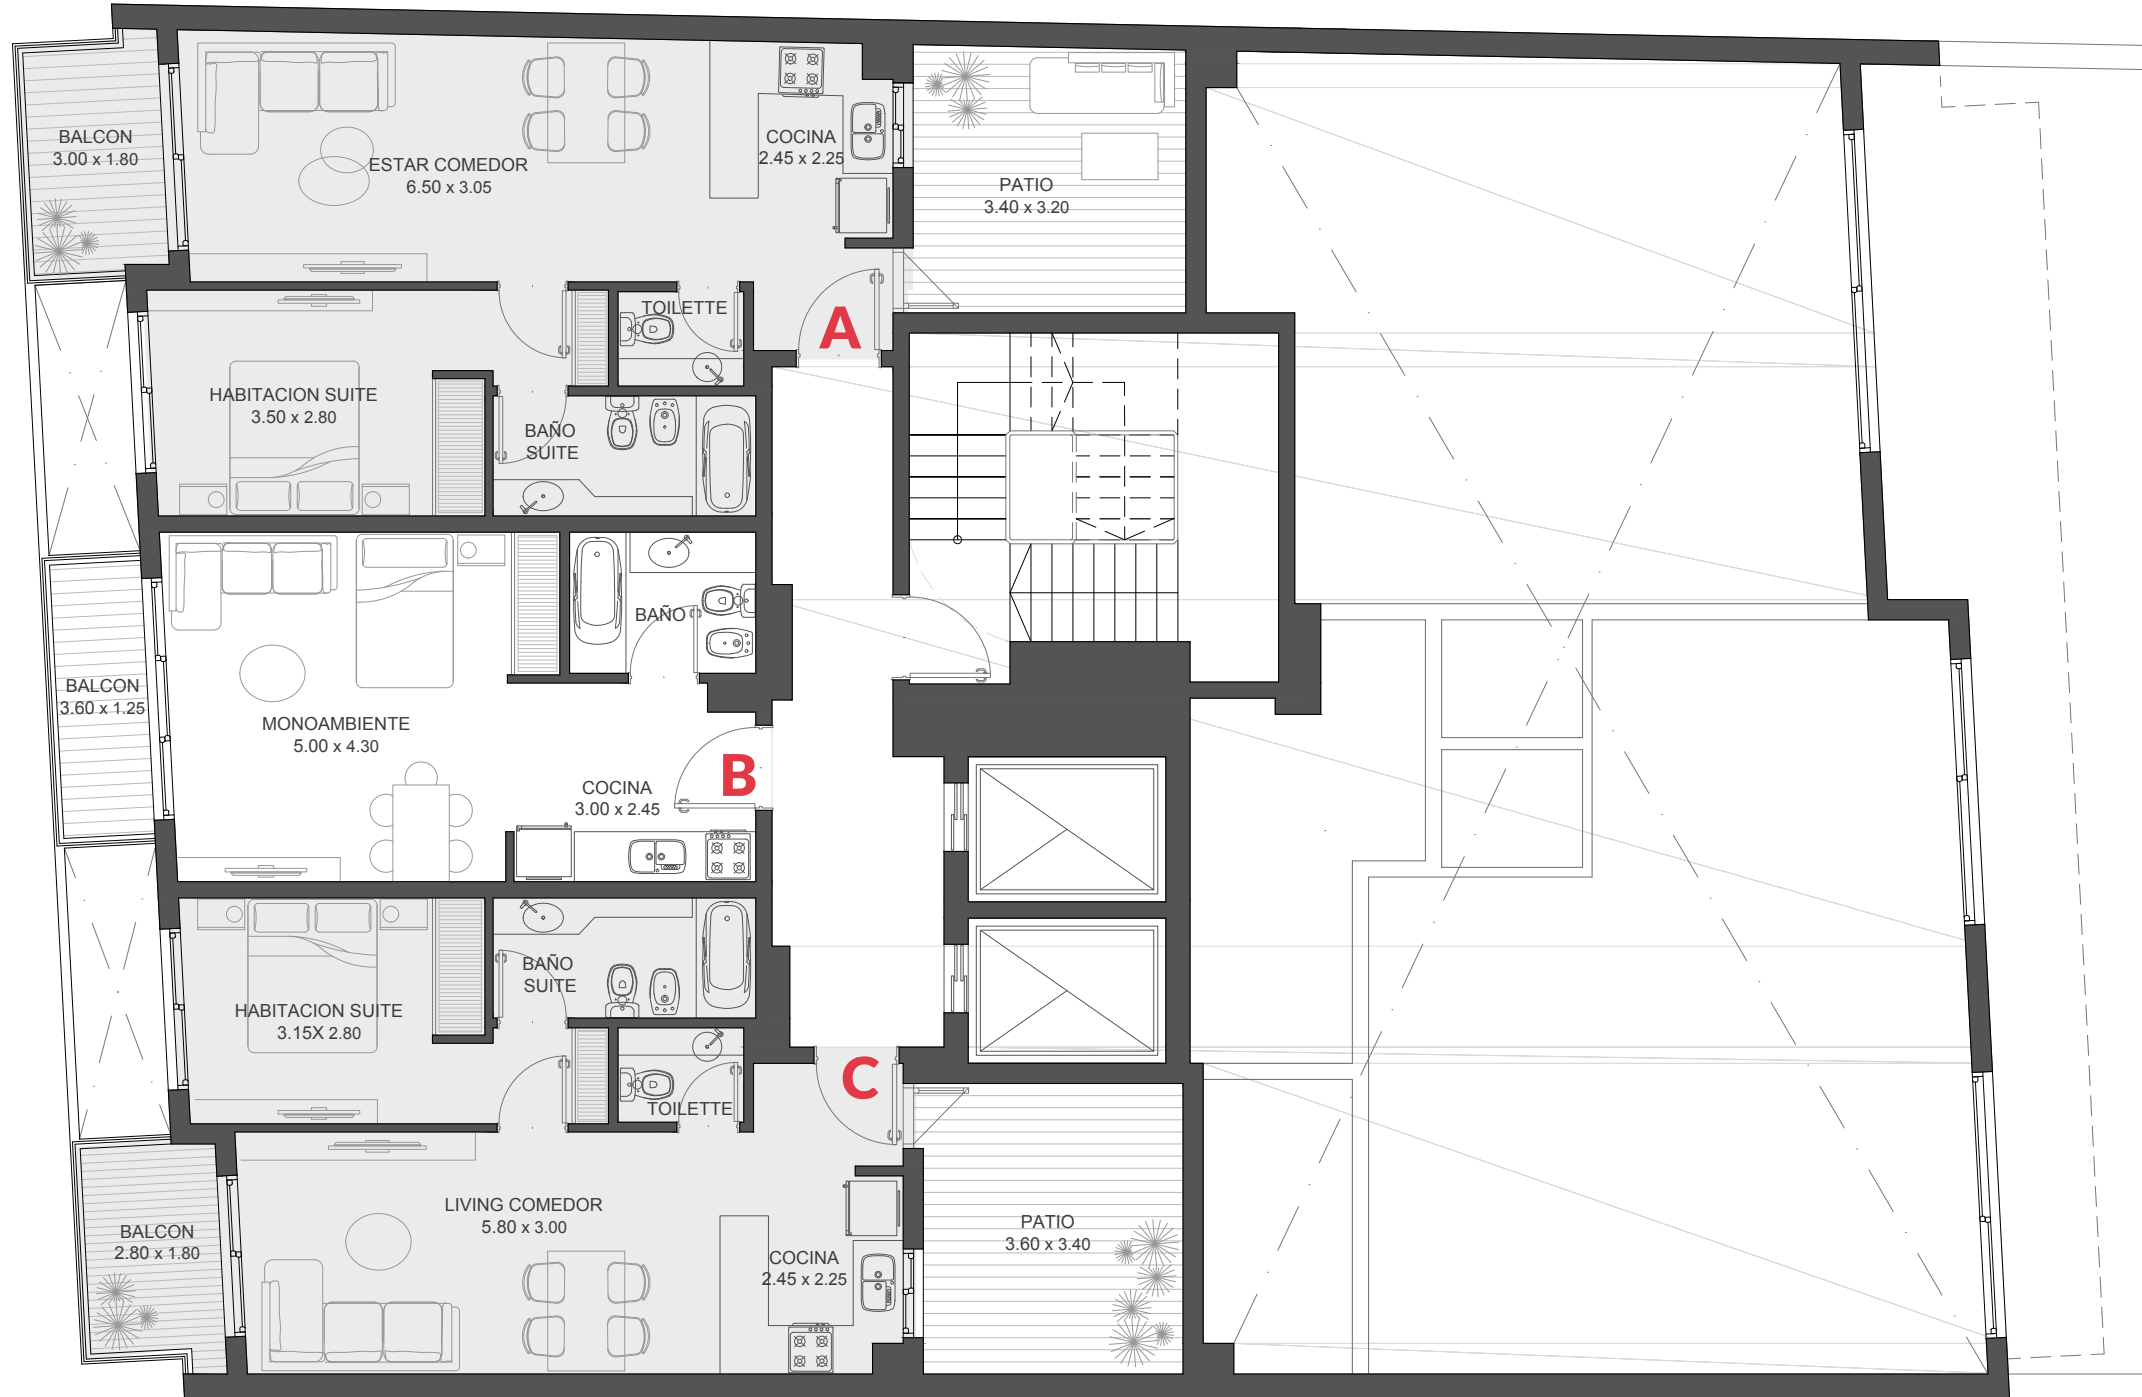 BALCON
3.00 x 1.80
ESTAR COMEDOR
6.50 x 3.05
COCINA
2.45 x 2.25
PATIO
3.40 x 3.20
TOILETTE
A
HABITACION SUITE
3.50 x 2.80
BAÑO
SUITE
BALCON
3.60 x 1.25
MONOAMBIENTE
5.00 x 4.30
BAÑO
B
COCINA
3.00 x 2.45
HABITACION SUITE
3.15X 2.80
BAÑO
SUITE
TOILETTE
C
BALCON
2.80 x 1.80
LIVING COMEDOR
5.80 x 3.00
COCINA
2.45 x 2.25
PATIO
3.60 x 3.40